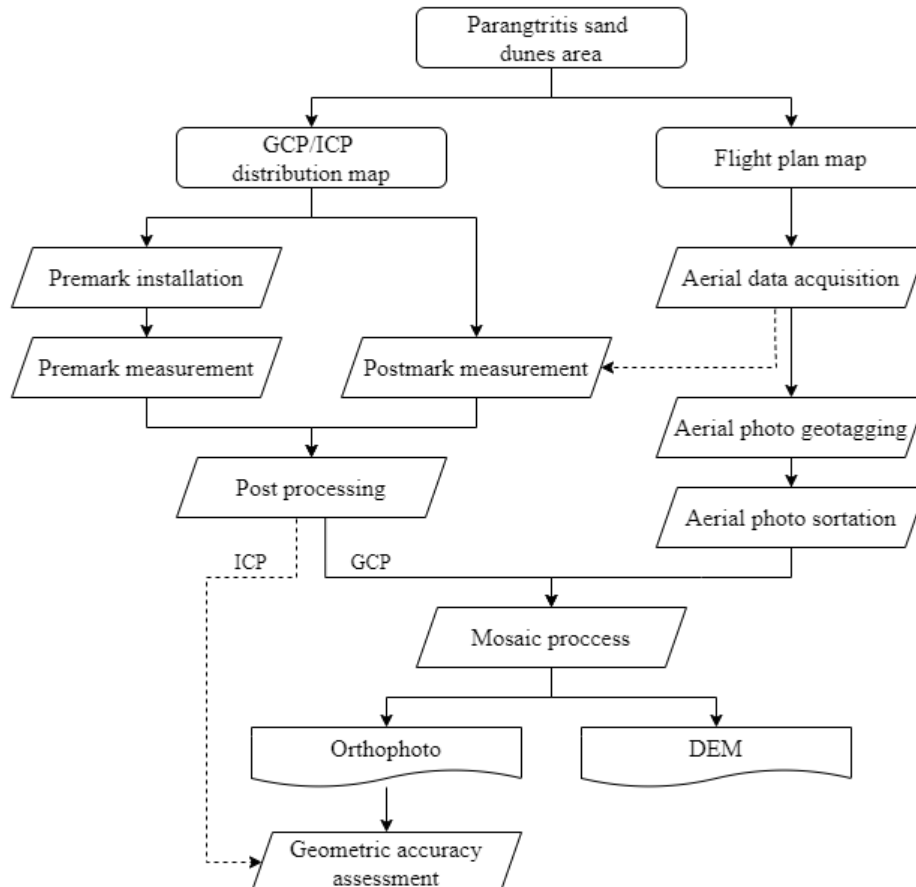 Parangtritis sand
dunes area
GCP/ICP
distribution map
Flight plan map
Premark installation
Aerial data acquisition
Premark measurement
Postmark measurement
Aerial photo geotagging
Post processing
Aerial photo sortation
ICP
GCP
Mosaic proccess
Orthophoto
DEM
Geometric accuracy
assessment